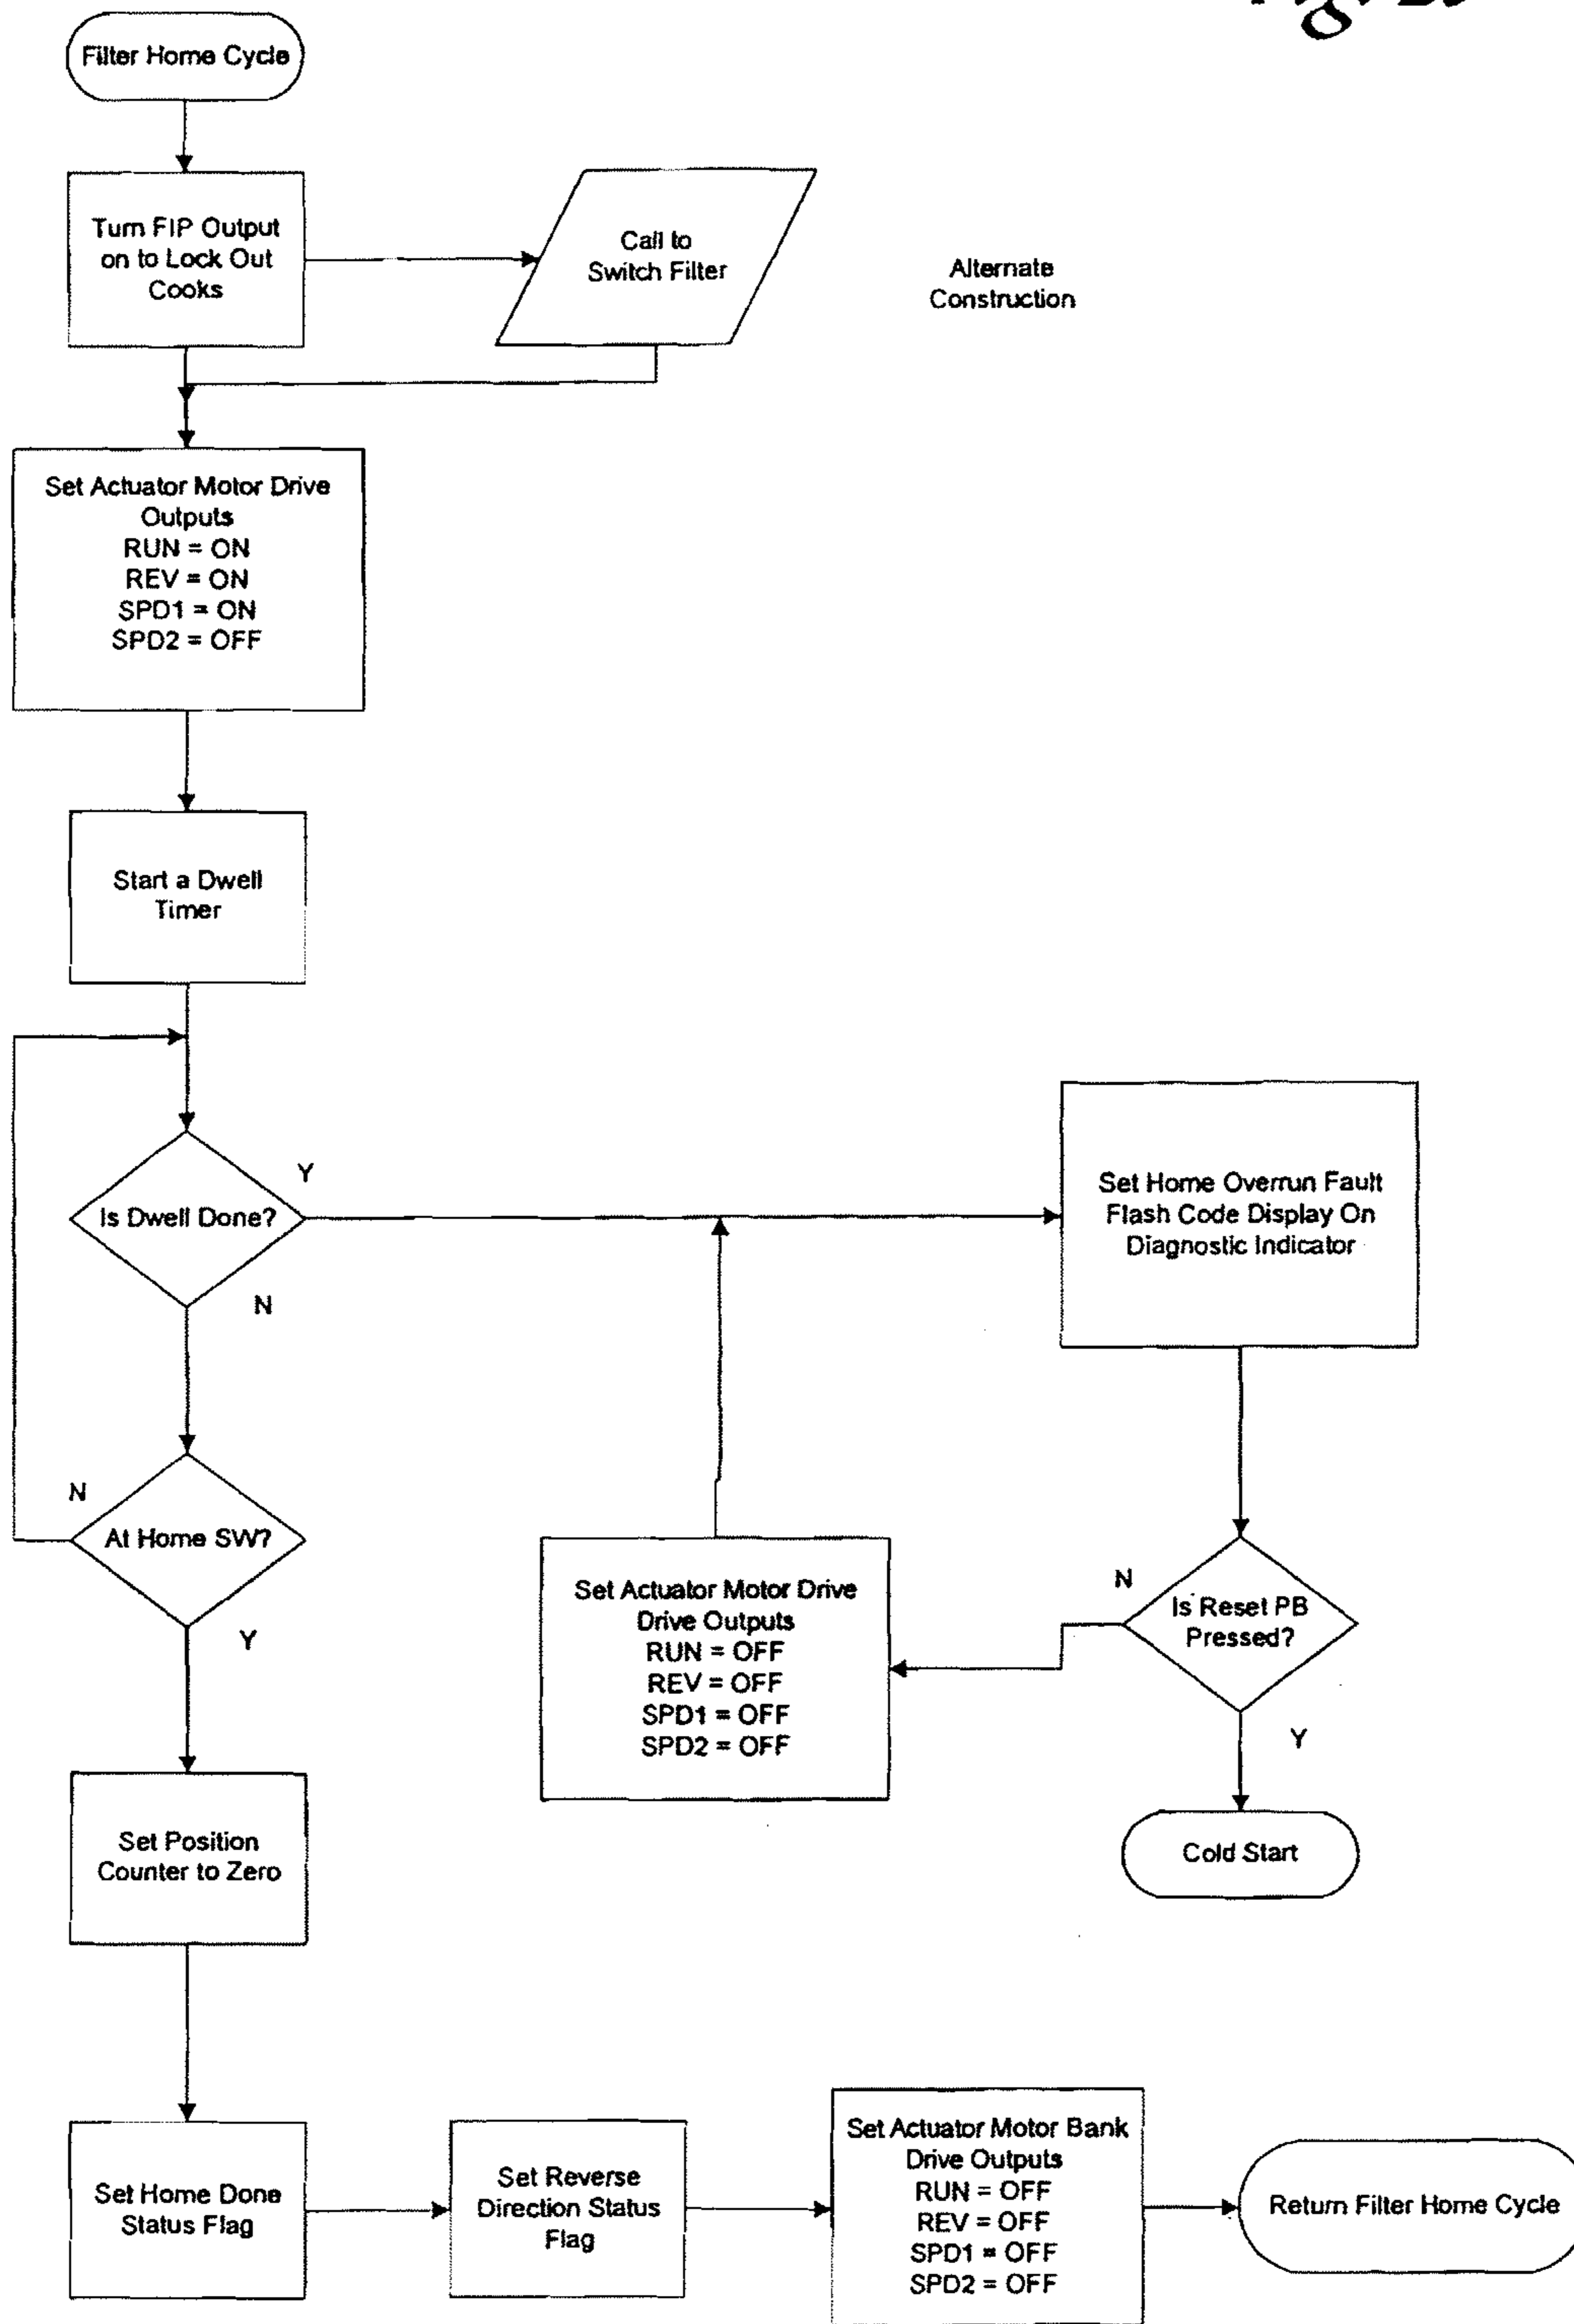 Filter Home Cycle
Turn FIP Output
on to Lock Out
Cooks
Call to
Switch Filter
Alternate
Construction
Set Actuator Motor Drive
Outputs
RUN = ON
REV = ON
SPD1 = ON
SPD2 = OFF
Start a Dwell
Timer
Is Dwell Done?
Y
N
Set Home Overrun Fault
Flash Code Display On
Diagnostic Indicator
At Home SW?
N
Y
Set Actuator Motor Drive
Drive Outputs
RUN = OFF
REV = OFF
SPD1 = OFF
SPD2 = OFF
N
Is Reset PB
Pressed?
Y
Cold Start
Set Position
Counter to Zero
Set Home Done
Status Flag
Set Reverse
Direction Status
Flag
Set Actuator Motor Bank
Drive Outputs
RUN = OFF
REV = OFF
SPD1 = OFF
SPD2 = OFF
Return Filter Home Cycle